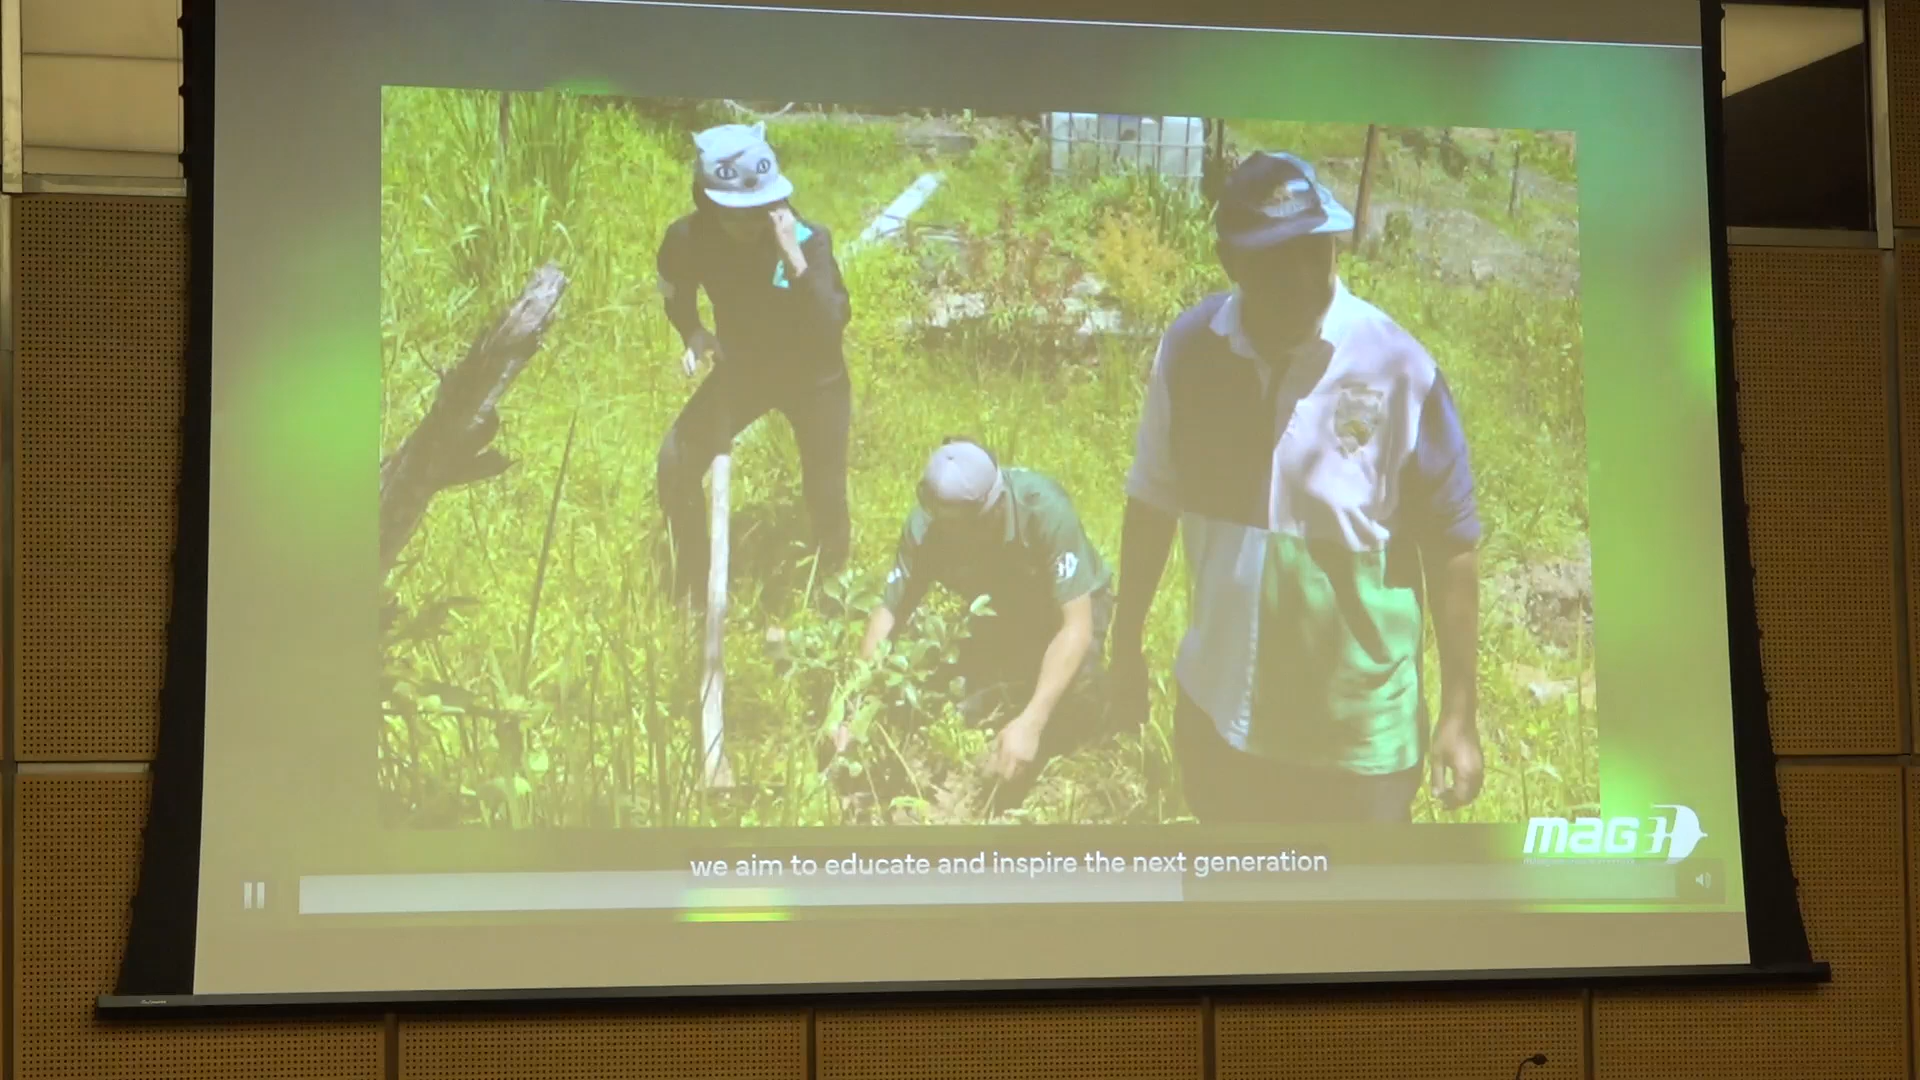 maG
we aim to educate and inspire the next generation